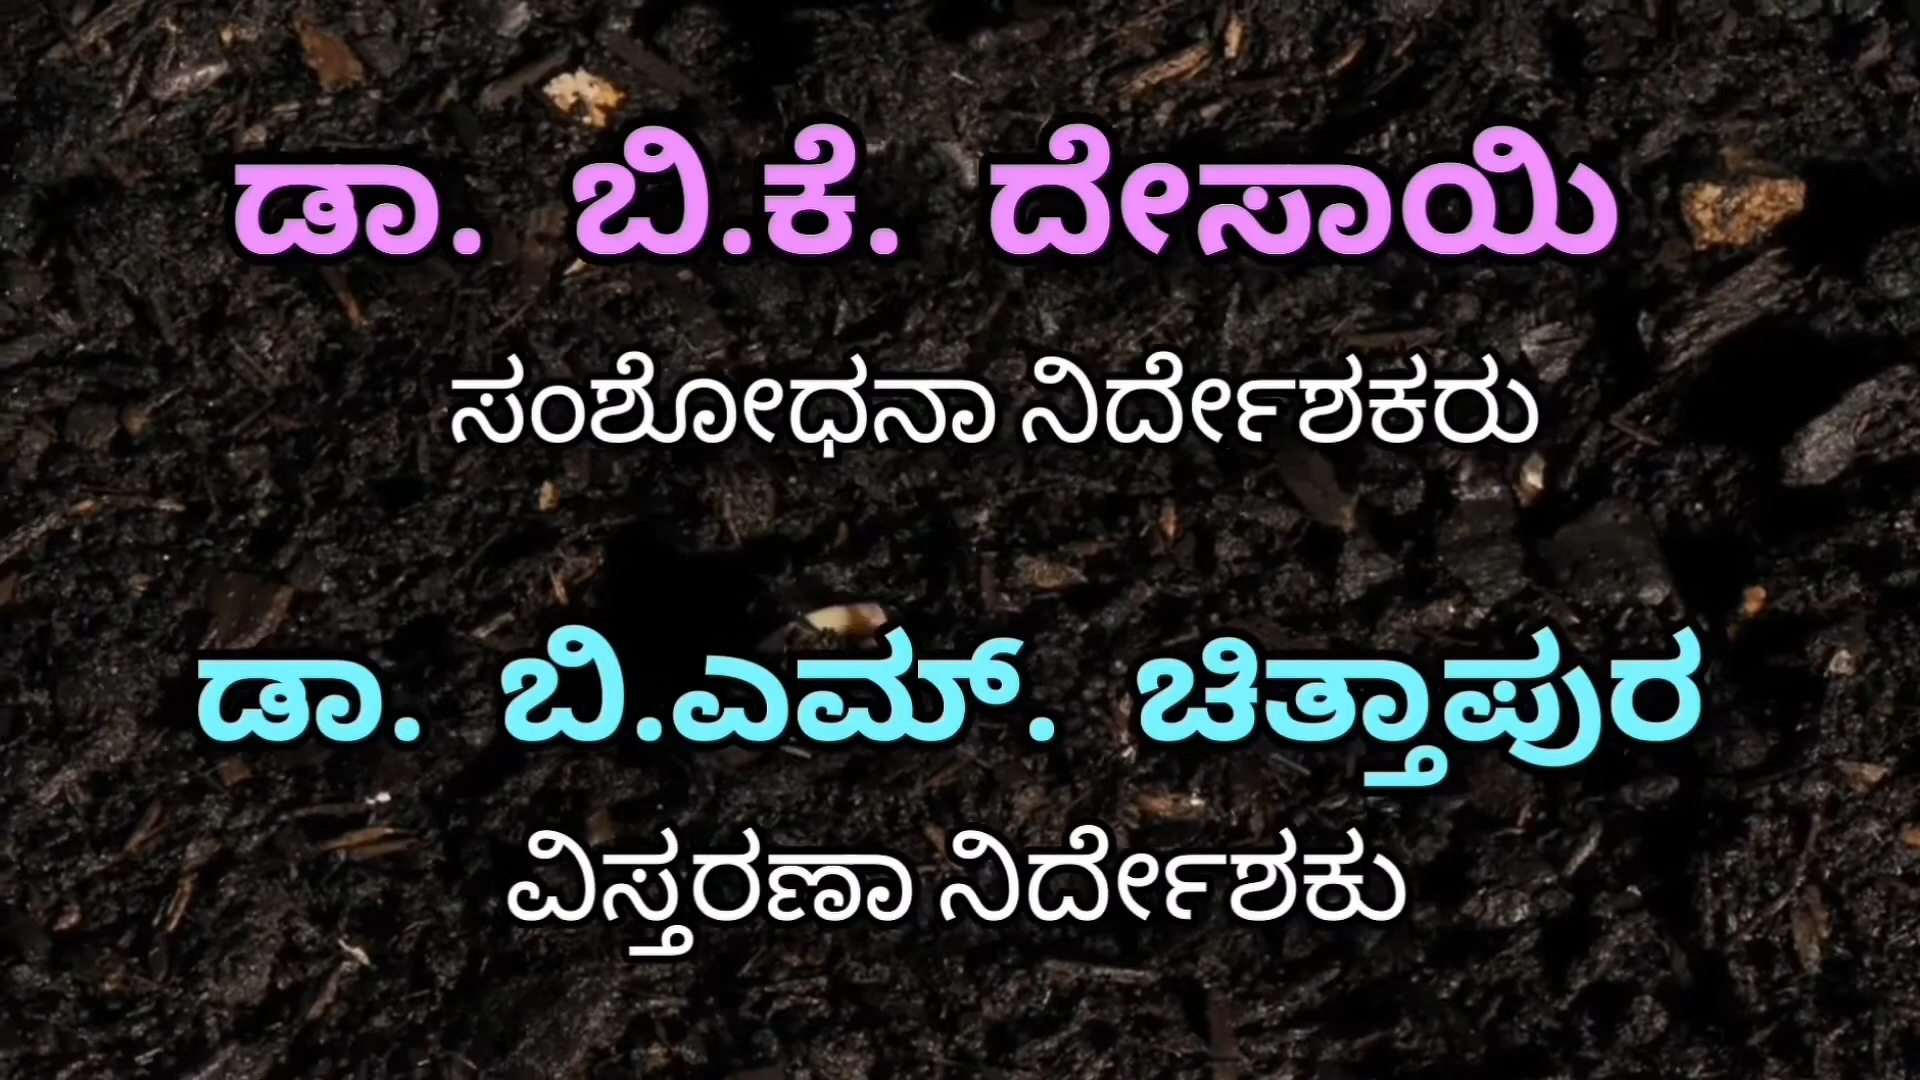 ಡಾ. ಬಿ.ಕೆ. ದೇಸಾಯಿ
ಸಂಶೋಧನಾ ನಿರ್ದೇಶಕರು
ಡಾ. ಬಿ.ಎಮ್. ಚಿತ್ತಾಪುರ
ವಿಸ್ತರಣಾ ನಿರ್ದೇಶಕು